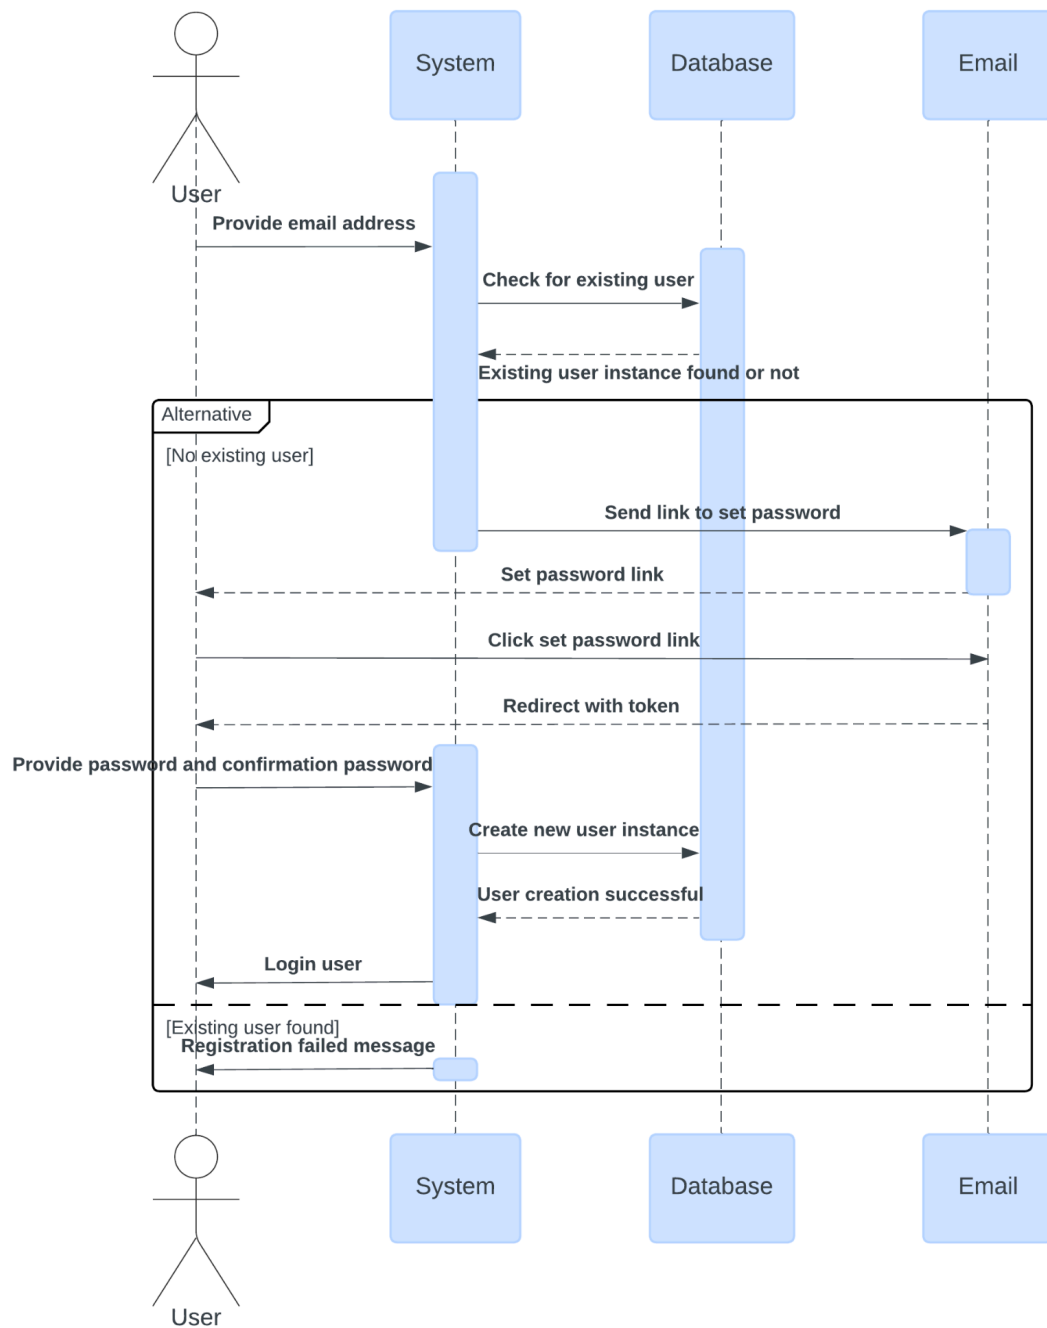 System
Database
Email
User
Provide email address
Check for existing user
Existing user instance found or not
Alternative
[No existing user]
Send link to set password
Set password link
Click set password link
Redirect with token
Provide password and confirmation password
Create new user instance
User creation successful
Login user
[Existing user found]
Registration failed message
System
Database
Email
User